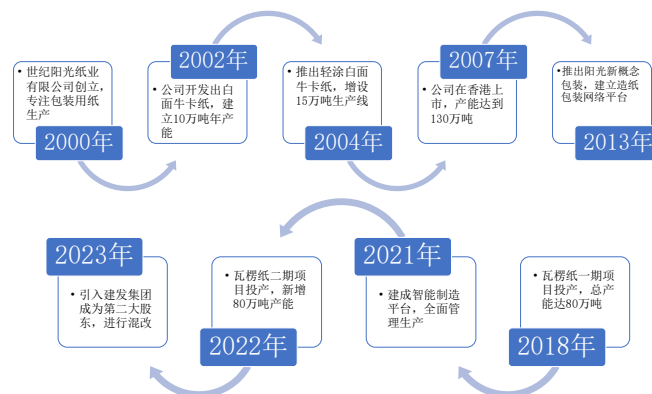 • 世纪阳光纸业
有限公司创立，
专注包装用纸
生产
2000年
2002年
• 公司开发出白
面牛卡纸，建
立10万吨年产
能
• 推出轻涂白面
牛卡纸，增设
15万吨生产线
2004年
2007年
• 公司在香港上
市，产能达到
130万吨
• 推出阳光新概念
包装，建立造纸
包装网络平台
2013年
2023年
• 引入建发集团
成为第二大股
东，进行混改
• 瓦楞纸二期项
目投产，新增
80万吨产能
2022年
2021年
• 建成智能制造
平台，全面管
理生产
• 瓦楞纸一期项
目投产，总产
能达80万吨
2018年